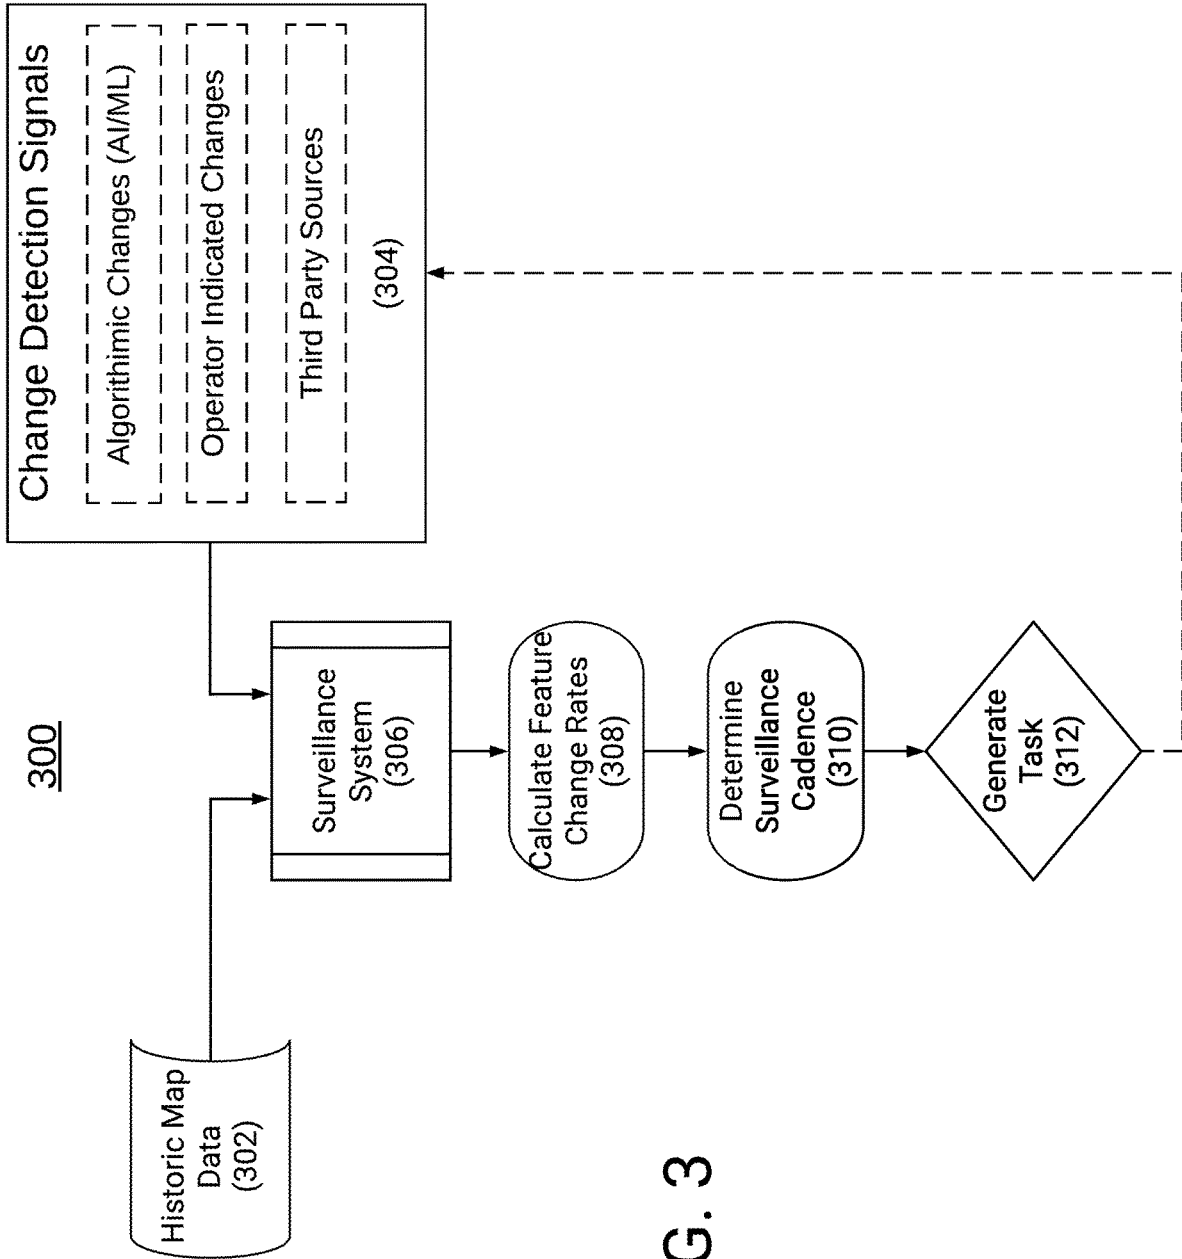 300
Historic Map
Data
(302)
Change Detection Signals
Algorithimic Changes (AI/ML)
Operator Indicated Changes
Third Party Sources
(304)
Surveillance
System
(306)
Calculate Feature
Change Rates
(308)
Determine
Surveillance
Cadence
(310)
Generate
Task
(312)
G. 3